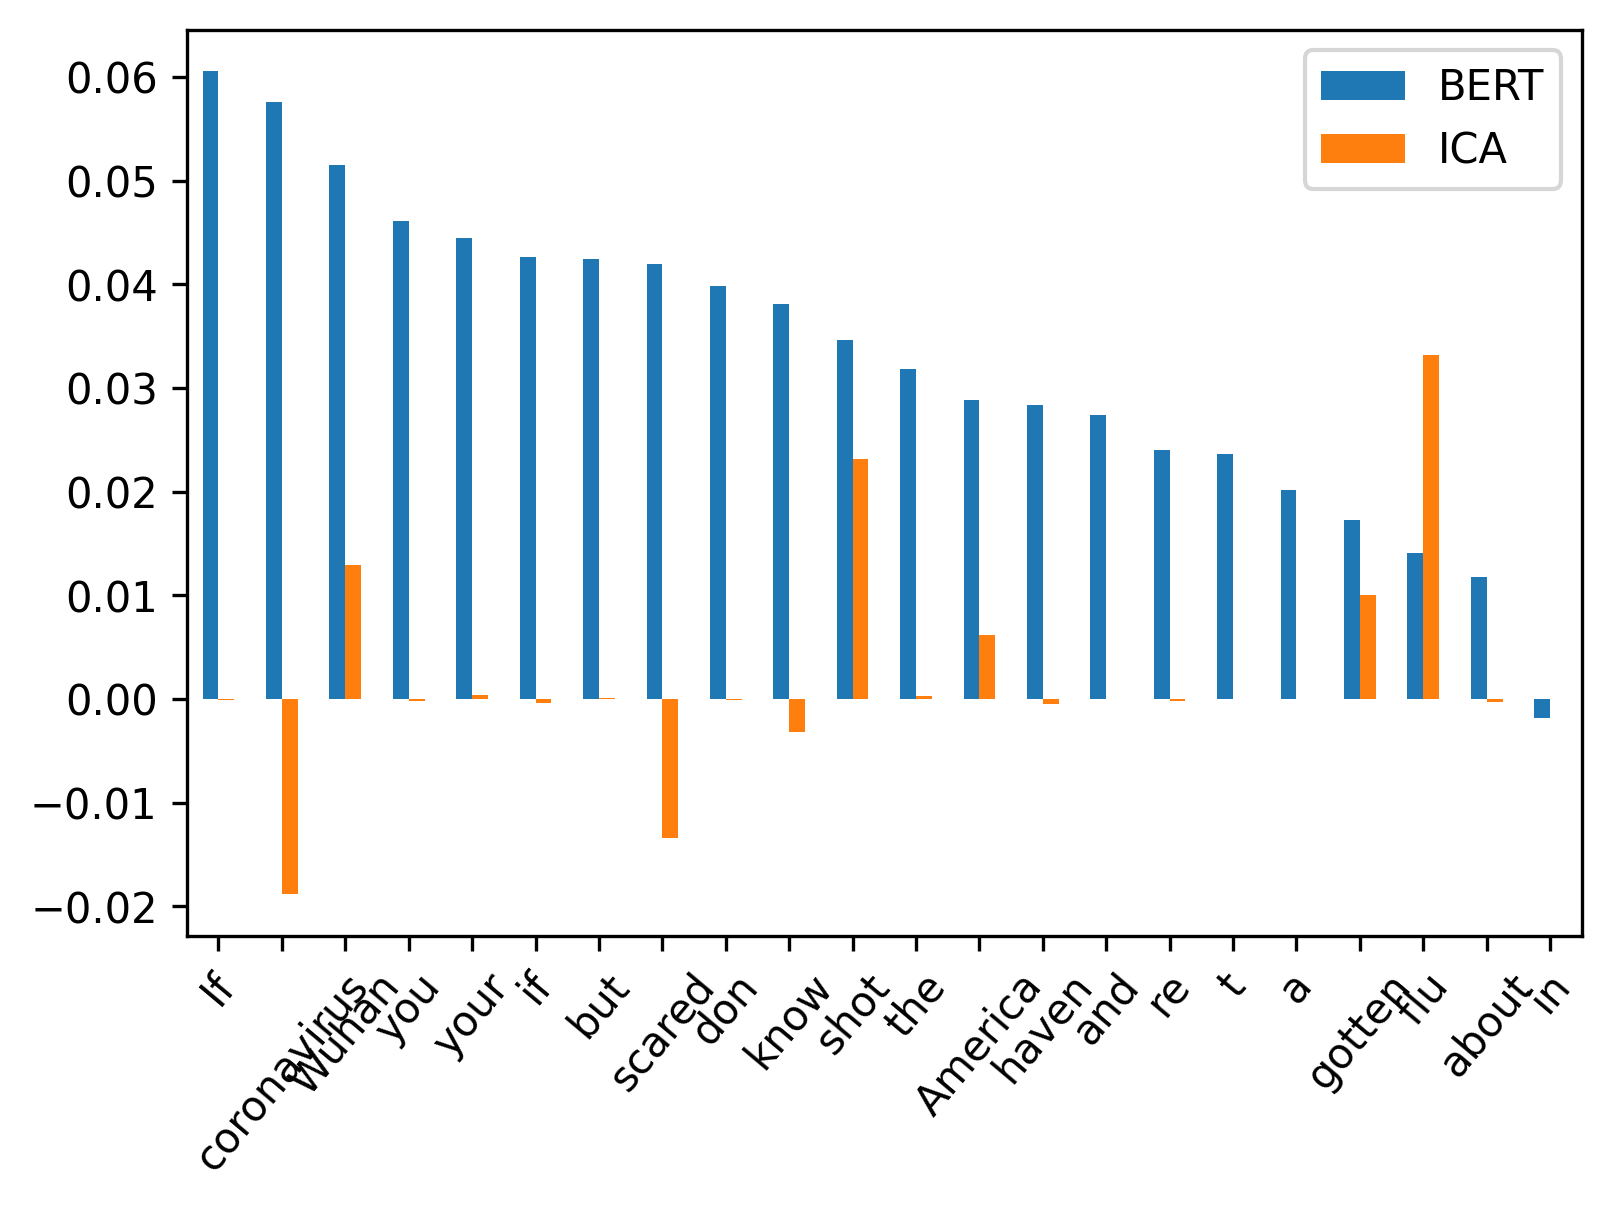 BERT
ICA
0.06
0.05
0.04
0.03
0.02
0.01
0.00
−0.01
−0.02
If
coronavirus
Wuhan
you
your
if
but
scared
don
know
shot
the
America
haven
and
re
t
a
gotten
flu
about
in